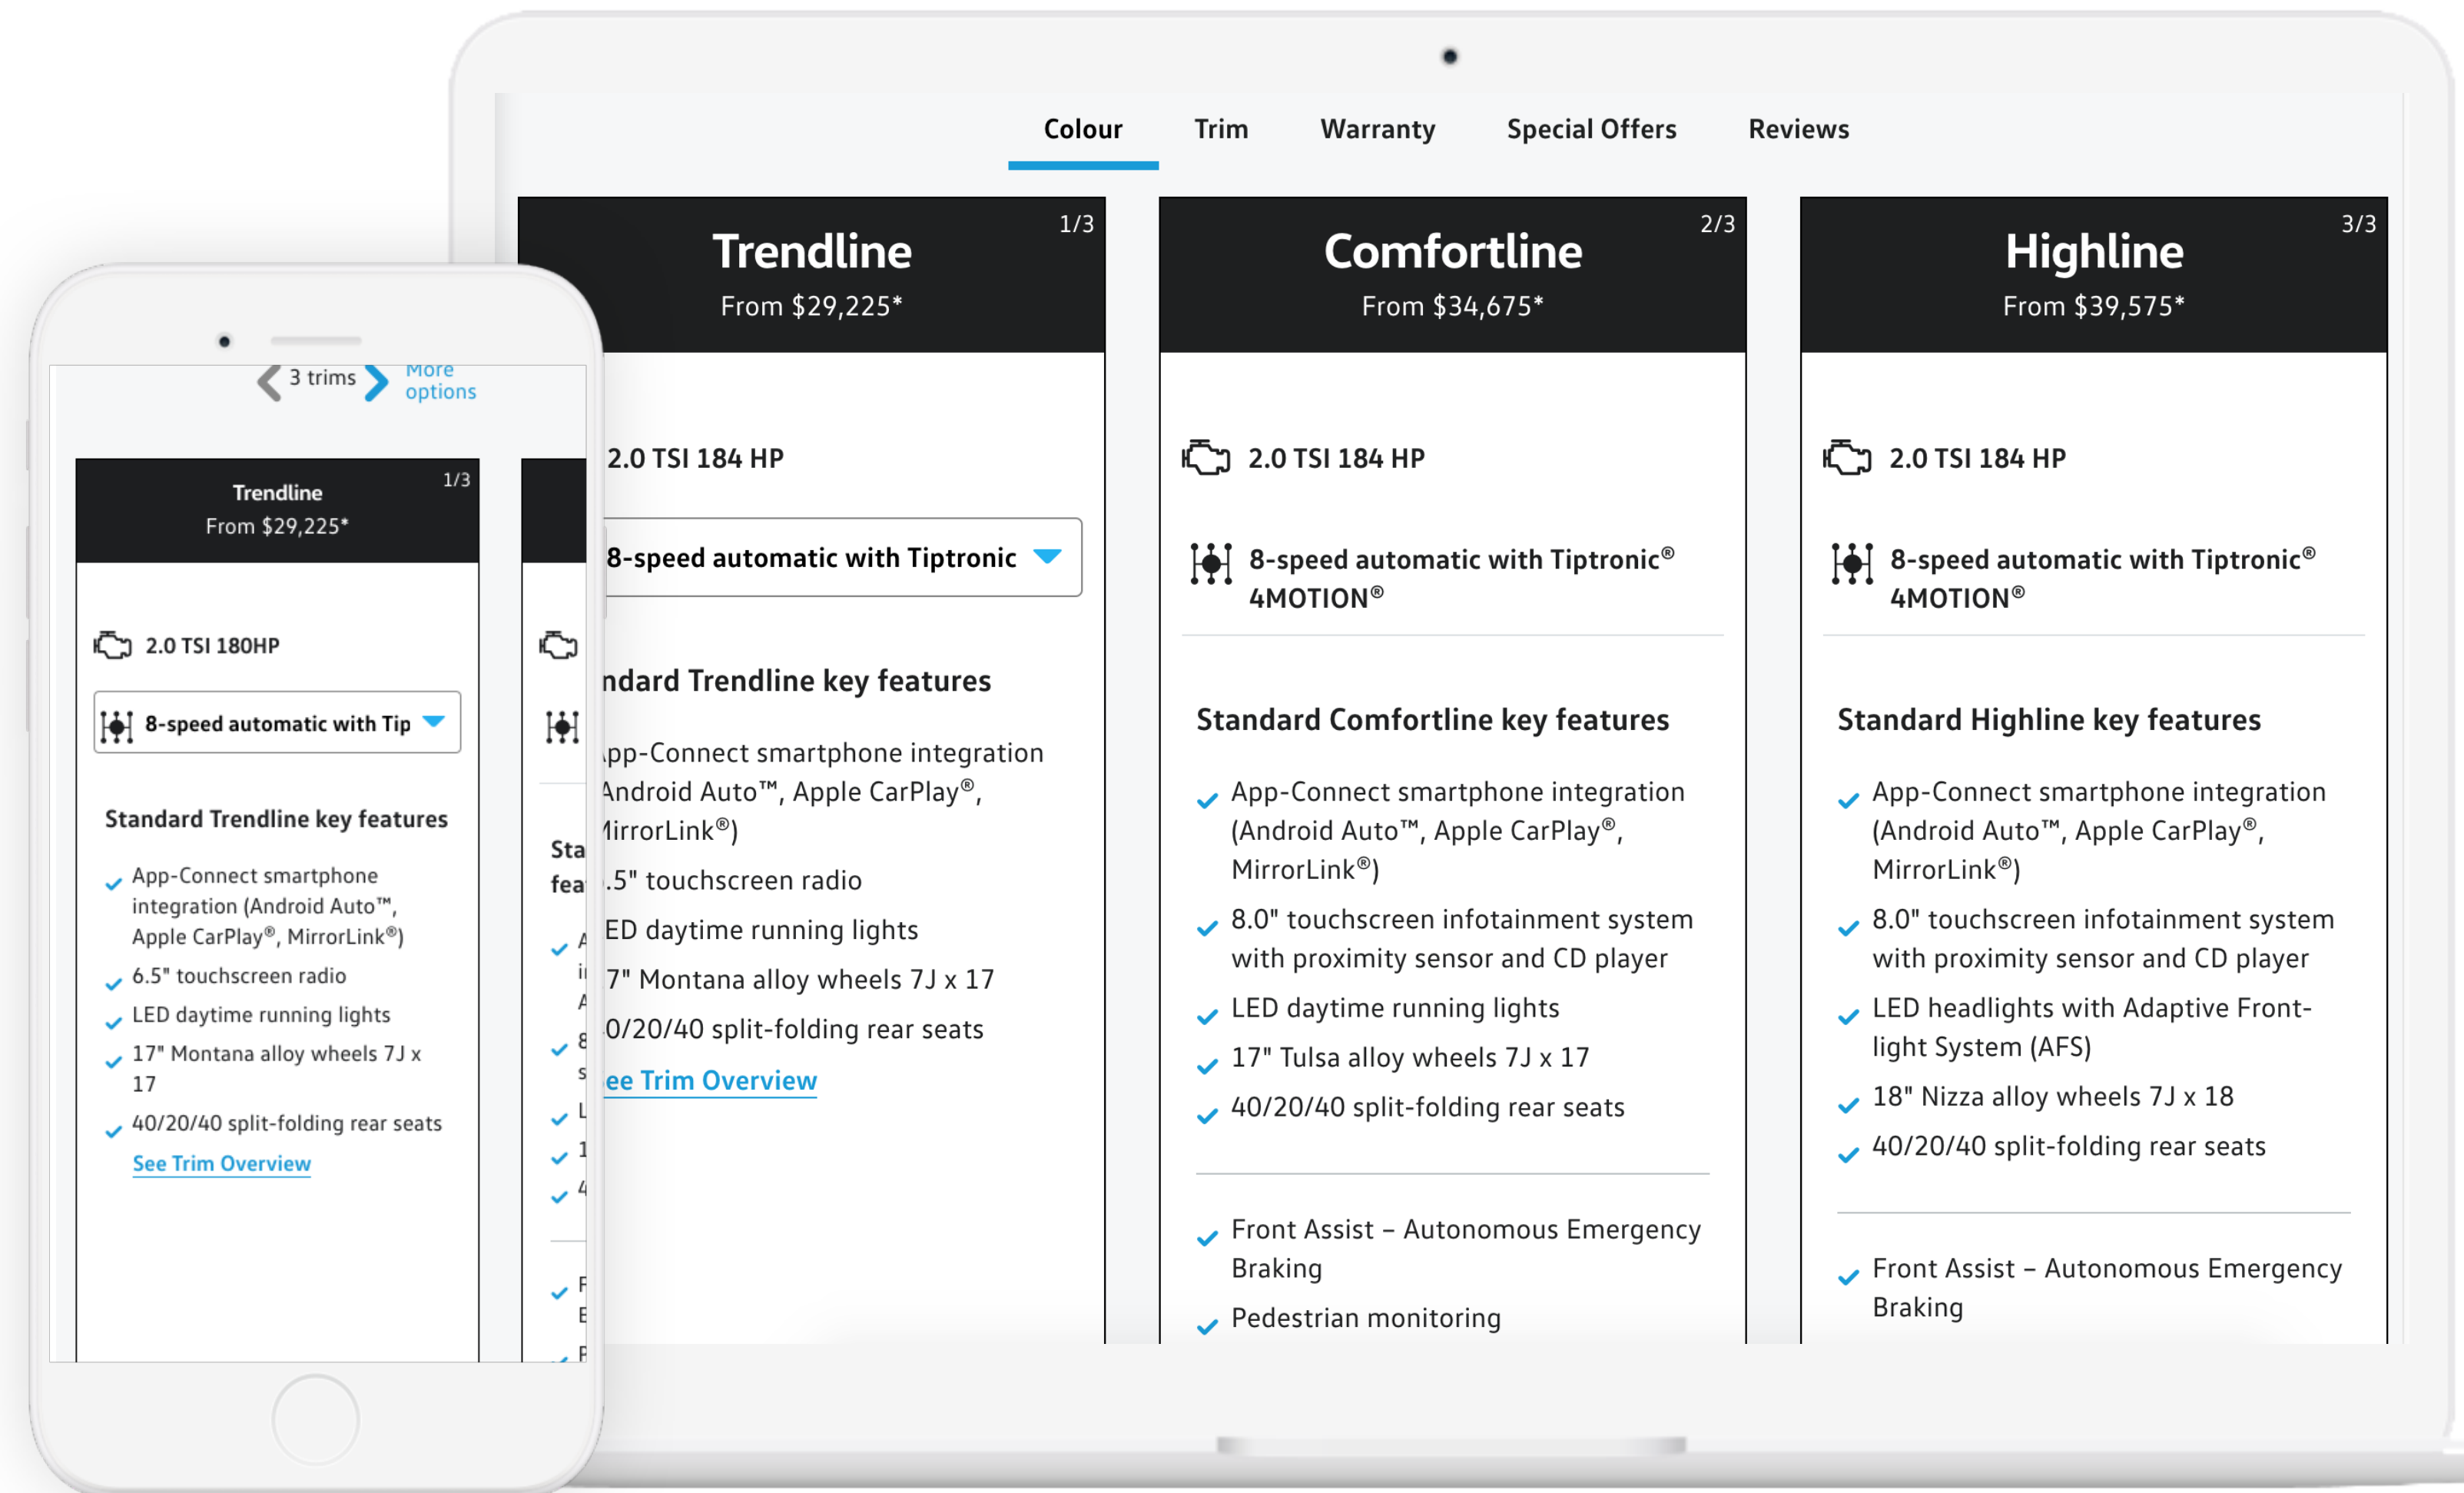 Colour Trim Warranty Special Offers Reviews
1/3
Trendline
From $29,225*
2.0 TSI 184 HP
8-speed automatic with Tiptronic
Trendline key features
smartphone integration
Auto™, Apple CarPlay®,
touchscreen radio
daytime running lights
Montana alloy wheels 7J x 17
split-folding rear seats
Trim Overview
2/3
Comfortline
From $34,675*
2.0 TSI 184 HP
8-speed automatic with Tiptronic®
4MOTION®
Standard Comfortline key features
App-Connect smartphone integration
(Android Auto™, Apple CarPlay®,
MirrorLink®)
8.0" touchscreen infotainment system
with proximity sensor and CD player
LED daytime running lights
17" Tulsa alloy wheels 7J x 17
40/20/40 split-folding rear seats
Front Assist – Autonomous Emergency
Braking
Pedestrian monitoring
3/3
Highline
From $39,575*
2.0 TSI 184 HP
8-speed automatic with Tiptronic®
4MOTION®
Standard Highline key features
App-Connect smartphone integration
(Android Auto™, Apple CarPlay®,
MirrorLink®)
8.0" touchscreen infotainment system
with proximity sensor and CD player
LED headlights with Adaptive Front-
light System (AFS)
18" Nizza alloy wheels 7J x 18
40/20/40 split-folding rear seats
Front Assist – Autonomous Emergency
Braking
3 trims
More
options
1/3
Trendline
From $29,225*
2.0 TSI 180HP
8-speed automatic with Tip
Standard Trendline key features
App-Connect smartphone
integration (Android Auto™,
Apple CarPlay®, MirrorLink®)
6.5" touchscreen radio
LED daytime running lights
17" Montana alloy wheels 7J x
17
40/20/40 split-folding rear seats
See Trim Overview